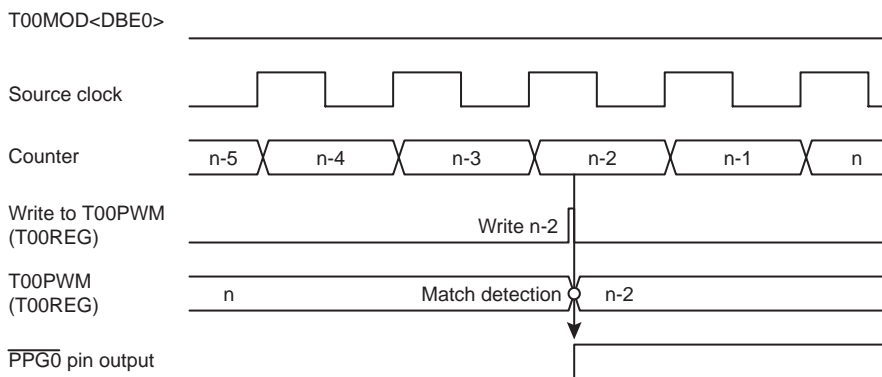 T00MOD<DBE0>
Source clock
Counter
n-5 n-4 n-3 n-2 n-1 n
Write to T00PWM
(T00REG)
Write n-2
T00PWM
(T00REG)
n Match detection n-2
PPG0 pin output